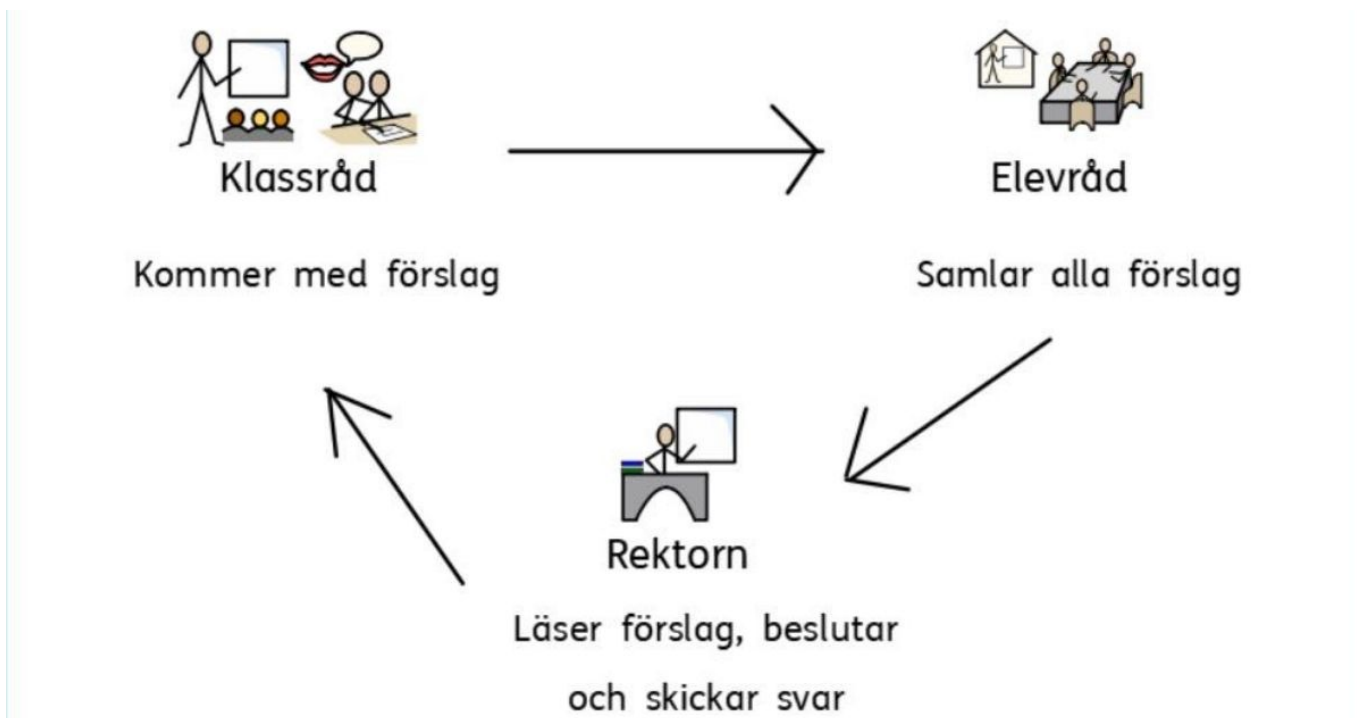 Klassråd
Kommer med förslag
Elevråd
Samlar alla förslag
Rektorn
Läser förslag, beslutar
och skickar svar